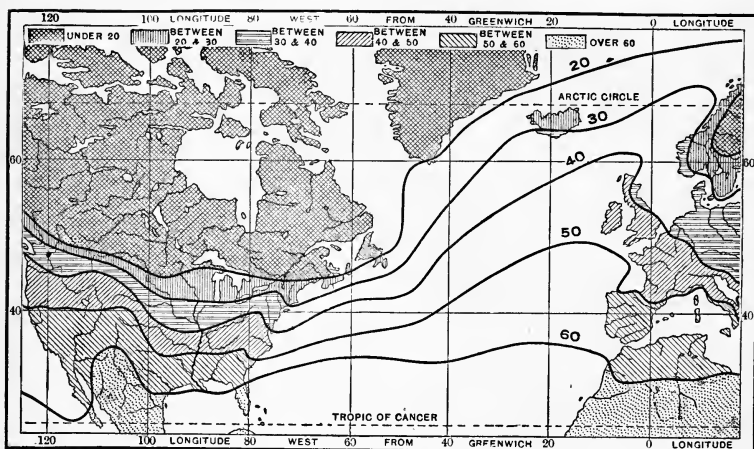 120 100 LONGITUDE 80 WEST 60 FROM 40 GREENWICH 20 0 LONGITUDE
UNDER 20 BETWEEN 20 & 30 BETWEEN 30 & 40 BETWEEN 40 & 50 BETWEEN 50 & 60 OVER 60
20
ARCTIC CIRCLE
30
60 40 60
50
40 40
60
TROPIC OF CANCER
120 100 LONGITUDE 80 WEST 60 FROM 40 GREENWICH 20 0 LONGITUDE